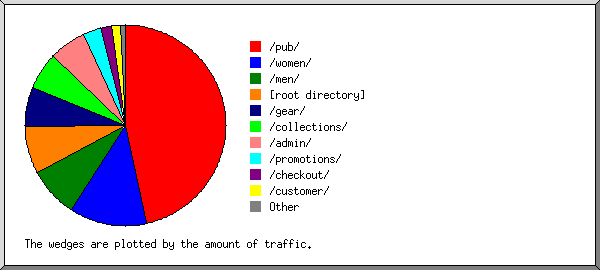 /pub/
/women/
/men/
[root directory]
/gear/
/collections/
/admin/
/promotions/
/checkout/
/customer/
Other
The wedges are plotted by the amount of traffic.